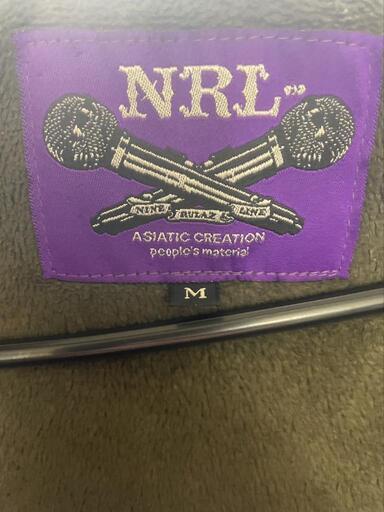 NRL
NINE RULAZ LINE
ASIATIC CREATION
people's material
M